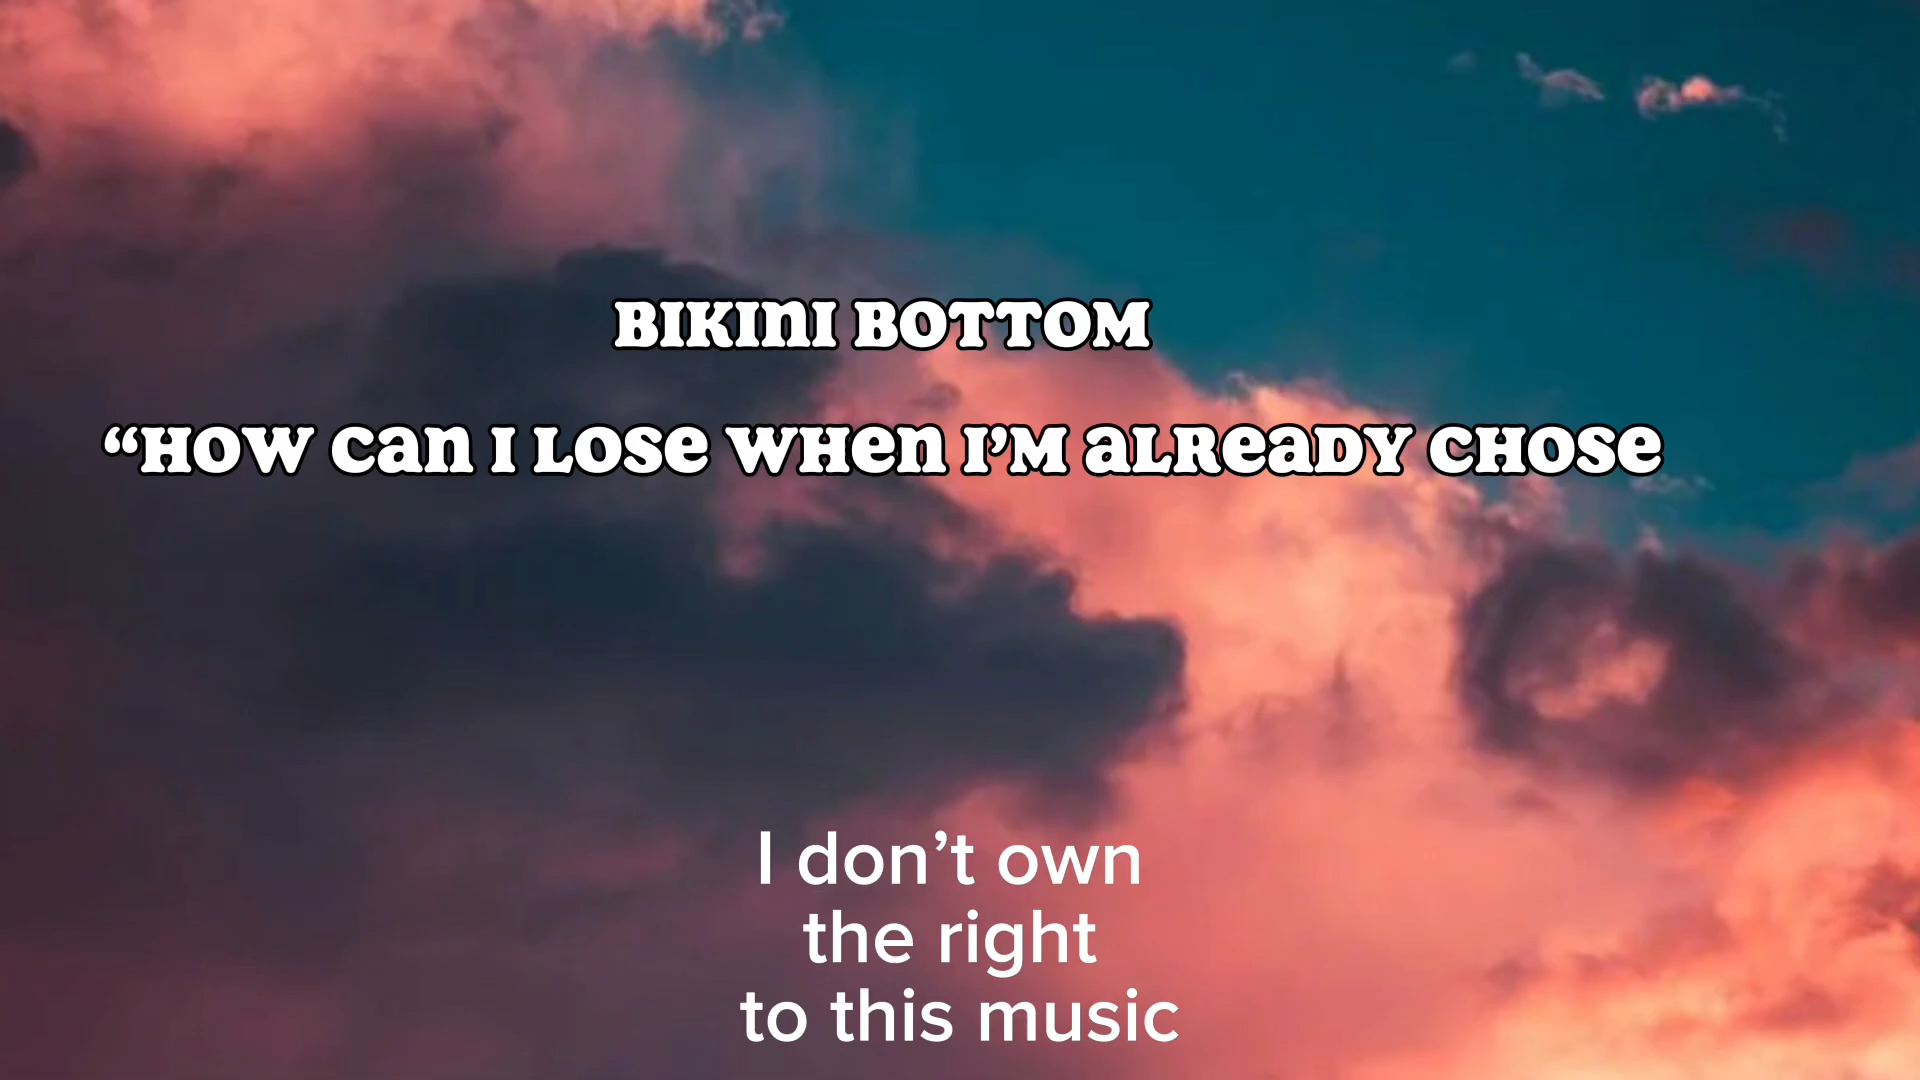 BIKINI BOTTOM
“HOW CAN I LOSE WHEN I’M ALREADY CHOSE
I don’t own
the right
to this music